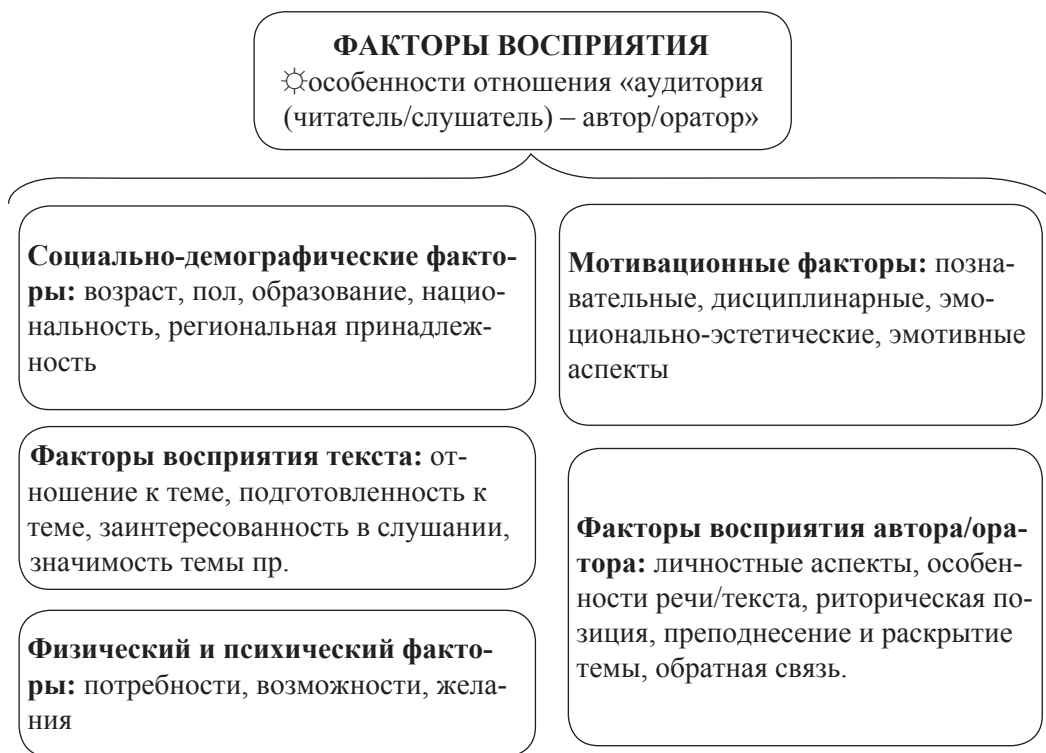 ФАКТОРЫ ВОСПРИЯТИЯ
☼особенности отношения «аудитория
(читатель/слушатель) – автор/оратор»
Социально-демографические факто-
ры: возраст, пол, образование, нацио-
нальность, региональная принадлеж-
ность
Мотивационные факторы: позна-
вательные, дисциплинарные, эмо-
ционально-эстетические, эмотивные
аспекты
Факторы восприятия текста: от-
ношение к теме, подготовленность к
теме, заинтересованность в слушании,
значимость темы пр.
Факторы восприятия автора/ора-
тора: личностные аспекты, особен-
ности речи/текста, риторическая по-
зиция, преподнесение и раскрытие
темы, обратная связь.
Физический и психический факто-
ры: потребности, возможности, жела-
ния